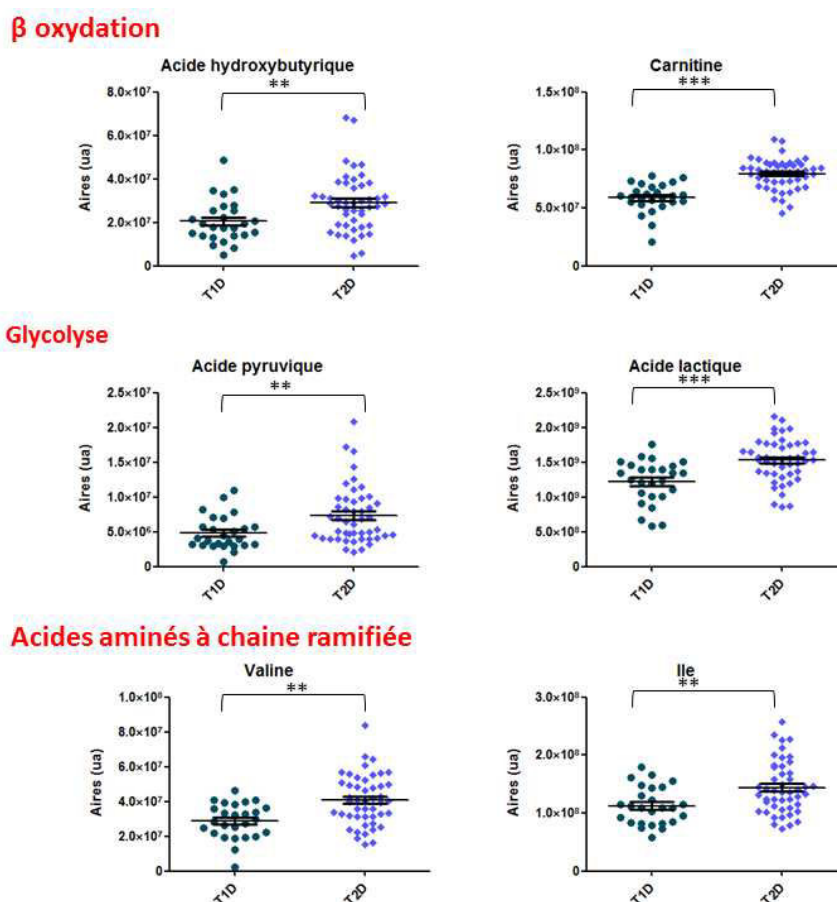 β oxydation
Acide hydroxybutyrique
**
8.0×10⁷
6.0×10⁷
4.0×10⁷
2.0×10⁷
0
Aires (ua)
T1D
T2D
Carnitine
***
1.5×10⁸
1.0×10⁸
5.0×10⁷
0
Aires (ua)
T1D
T2D
Glycolyse
Acide pyruvique
**
2.5×10⁷
2.0×10⁷
1.5×10⁷
1.0×10⁷
5.0×10⁶
0
Aires (ua)
T1D
T2D
Acide lactique
***
2.5×10⁹
2.0×10⁹
1.5×10⁹
1.0×10⁸
5.0×10⁸
0
Aires (ua)
T1D
T2D
Acides aminés à chaine ramifiée
Valine
**
1.0×10⁸
8.0×10⁷
6.0×10⁷
4.0×10⁷
2.0×10⁷
0
Aires (ua)
T1D
T2D
Ile
**
3.0×10⁸
2.0×10⁸
1.0×10⁸
0
Aires (ua)
T1D
T2D